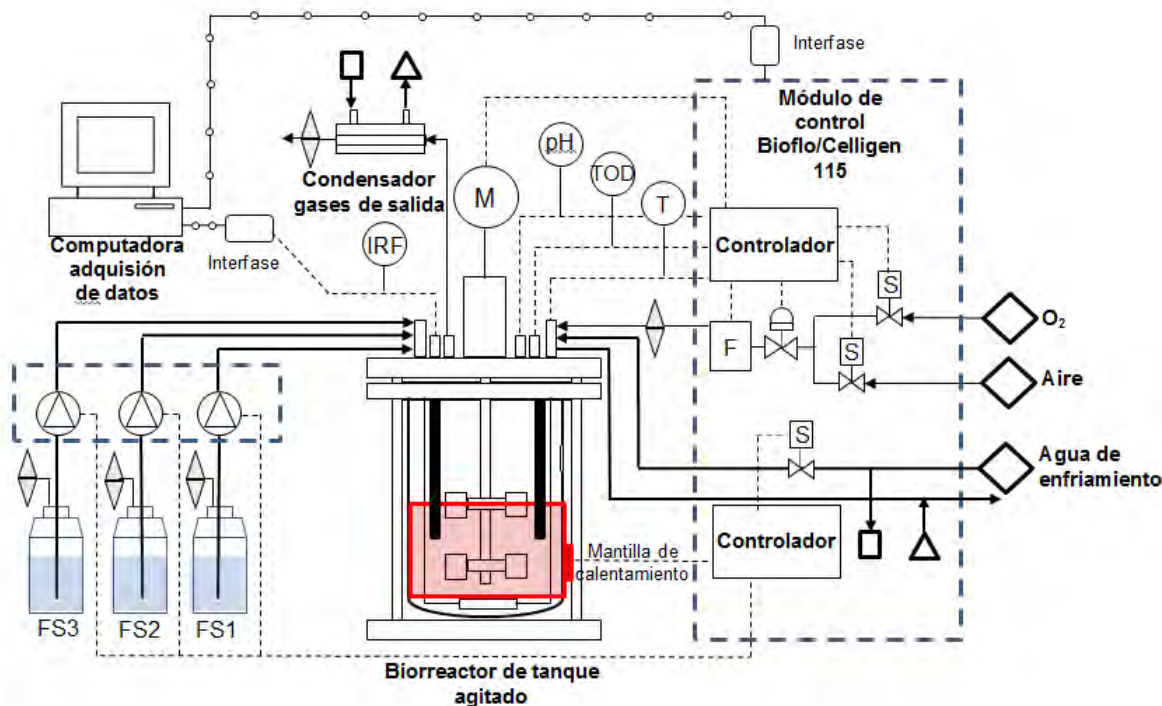 Interfase
Módulo de
control
Bioflo/Celligen
115
Condensador
gases de salida
pH
TOD
M
T
IRF
Computadora
adquisión
de datos
Interfase
Controlador
S
S
F
O₂
Aire
S
Agua de
enfriamiento
Controlador
Mantilla de
calentamiento
FS3
FS2
FS1
Biorreactor de tanque
agitado